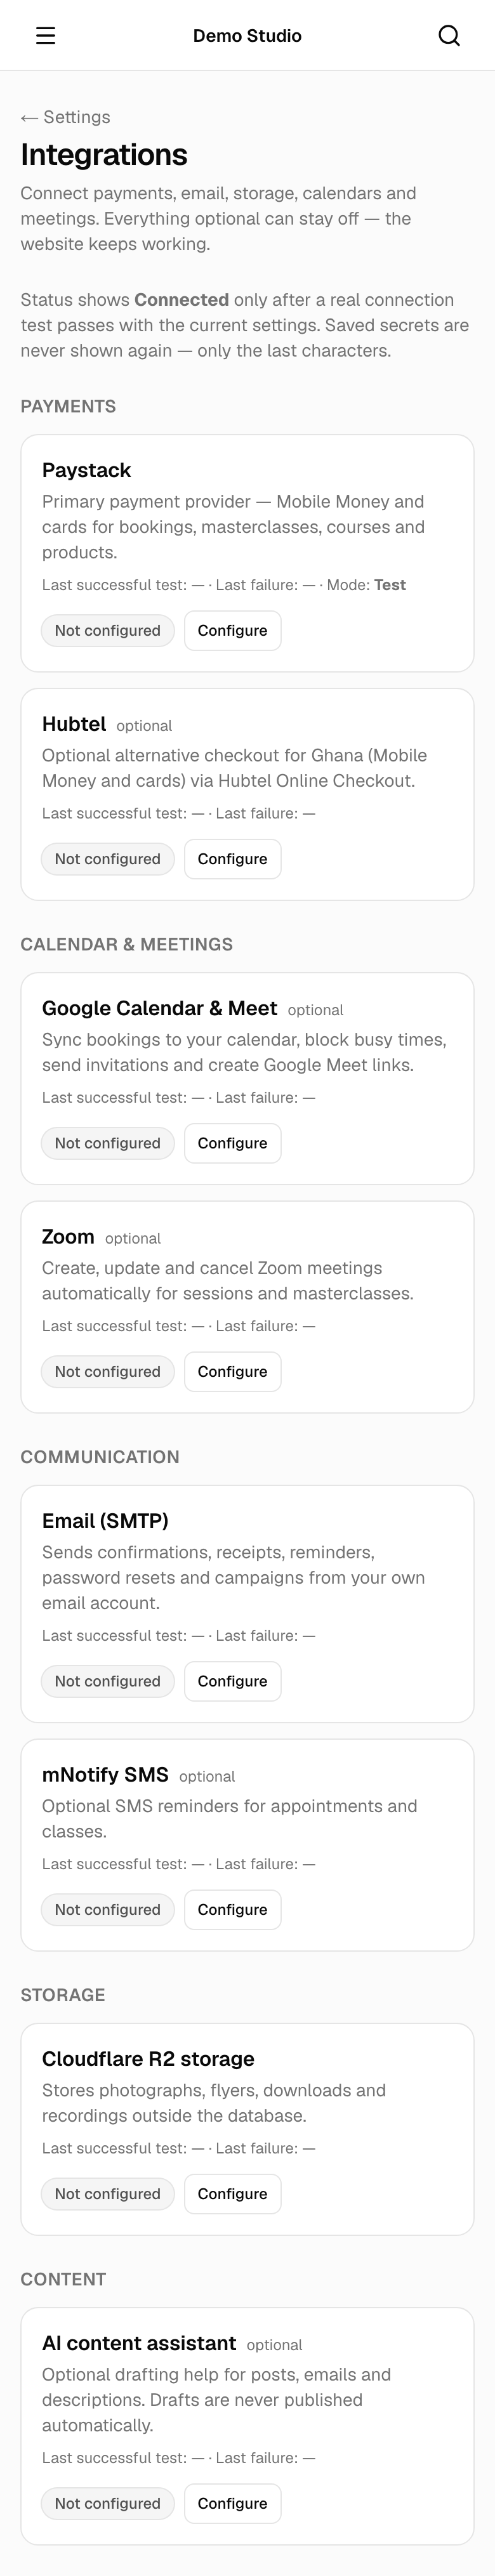 Demo Studio
← Settings
Integrations
Connect payments, email, storage, calendars and
meetings. Everything optional can stay off — the
website keeps working.
Status shows Connected only after a real connection
test passes with the current settings. Saved secrets are
never shown again — only the last characters.
PAYMENTS
Paystack
Primary payment provider — Mobile Money and
cards for bookings, masterclasses, courses and
products.
Last successful test: — · Last failure: — · Mode: Test
Not configured Configure
Hubtel optional
Optional alternative checkout for Ghana (Mobile
Money and cards) via Hubtel Online Checkout.
Last successful test: — · Last failure: —
Not configured Configure
CALENDAR & MEETINGS
Google Calendar & Meet optional
Sync bookings to your calendar, block busy times,
send invitations and create Google Meet links.
Last successful test: — · Last failure: —
Not configured Configure
Zoom optional
Create, update and cancel Zoom meetings
automatically for sessions and masterclasses.
Last successful test: — · Last failure: —
Not configured Configure
COMMUNICATION
Email (SMTP)
Sends confirmations, receipts, reminders,
password resets and campaigns from your own
email account.
Last successful test: — · Last failure: —
Not configured Configure
mNotify SMS optional
Optional SMS reminders for appointments and
classes.
Last successful test: — · Last failure: —
Not configured Configure
STORAGE
Cloudflare R2 storage
Stores photographs, flyers, downloads and
recordings outside the database.
Last successful test: — · Last failure: —
Not configured Configure
CONTENT
AI content assistant optional
Optional drafting help for posts, emails and
descriptions. Drafts are never published
automatically.
Last successful test: — · Last failure: —
Not configured Configure